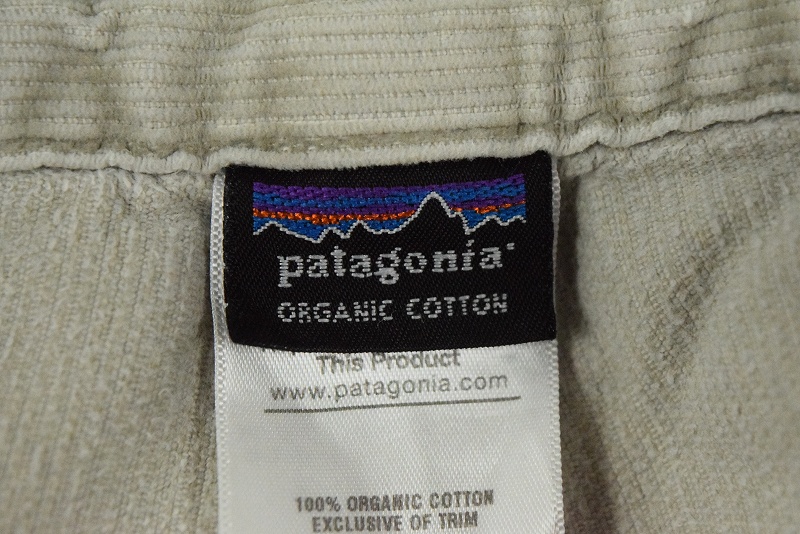 patagonia
ORGANIC COTTON
This Product
www.patagonia.com
100% ORGANIC COTTON
EXCLUSIVE OF TRIM